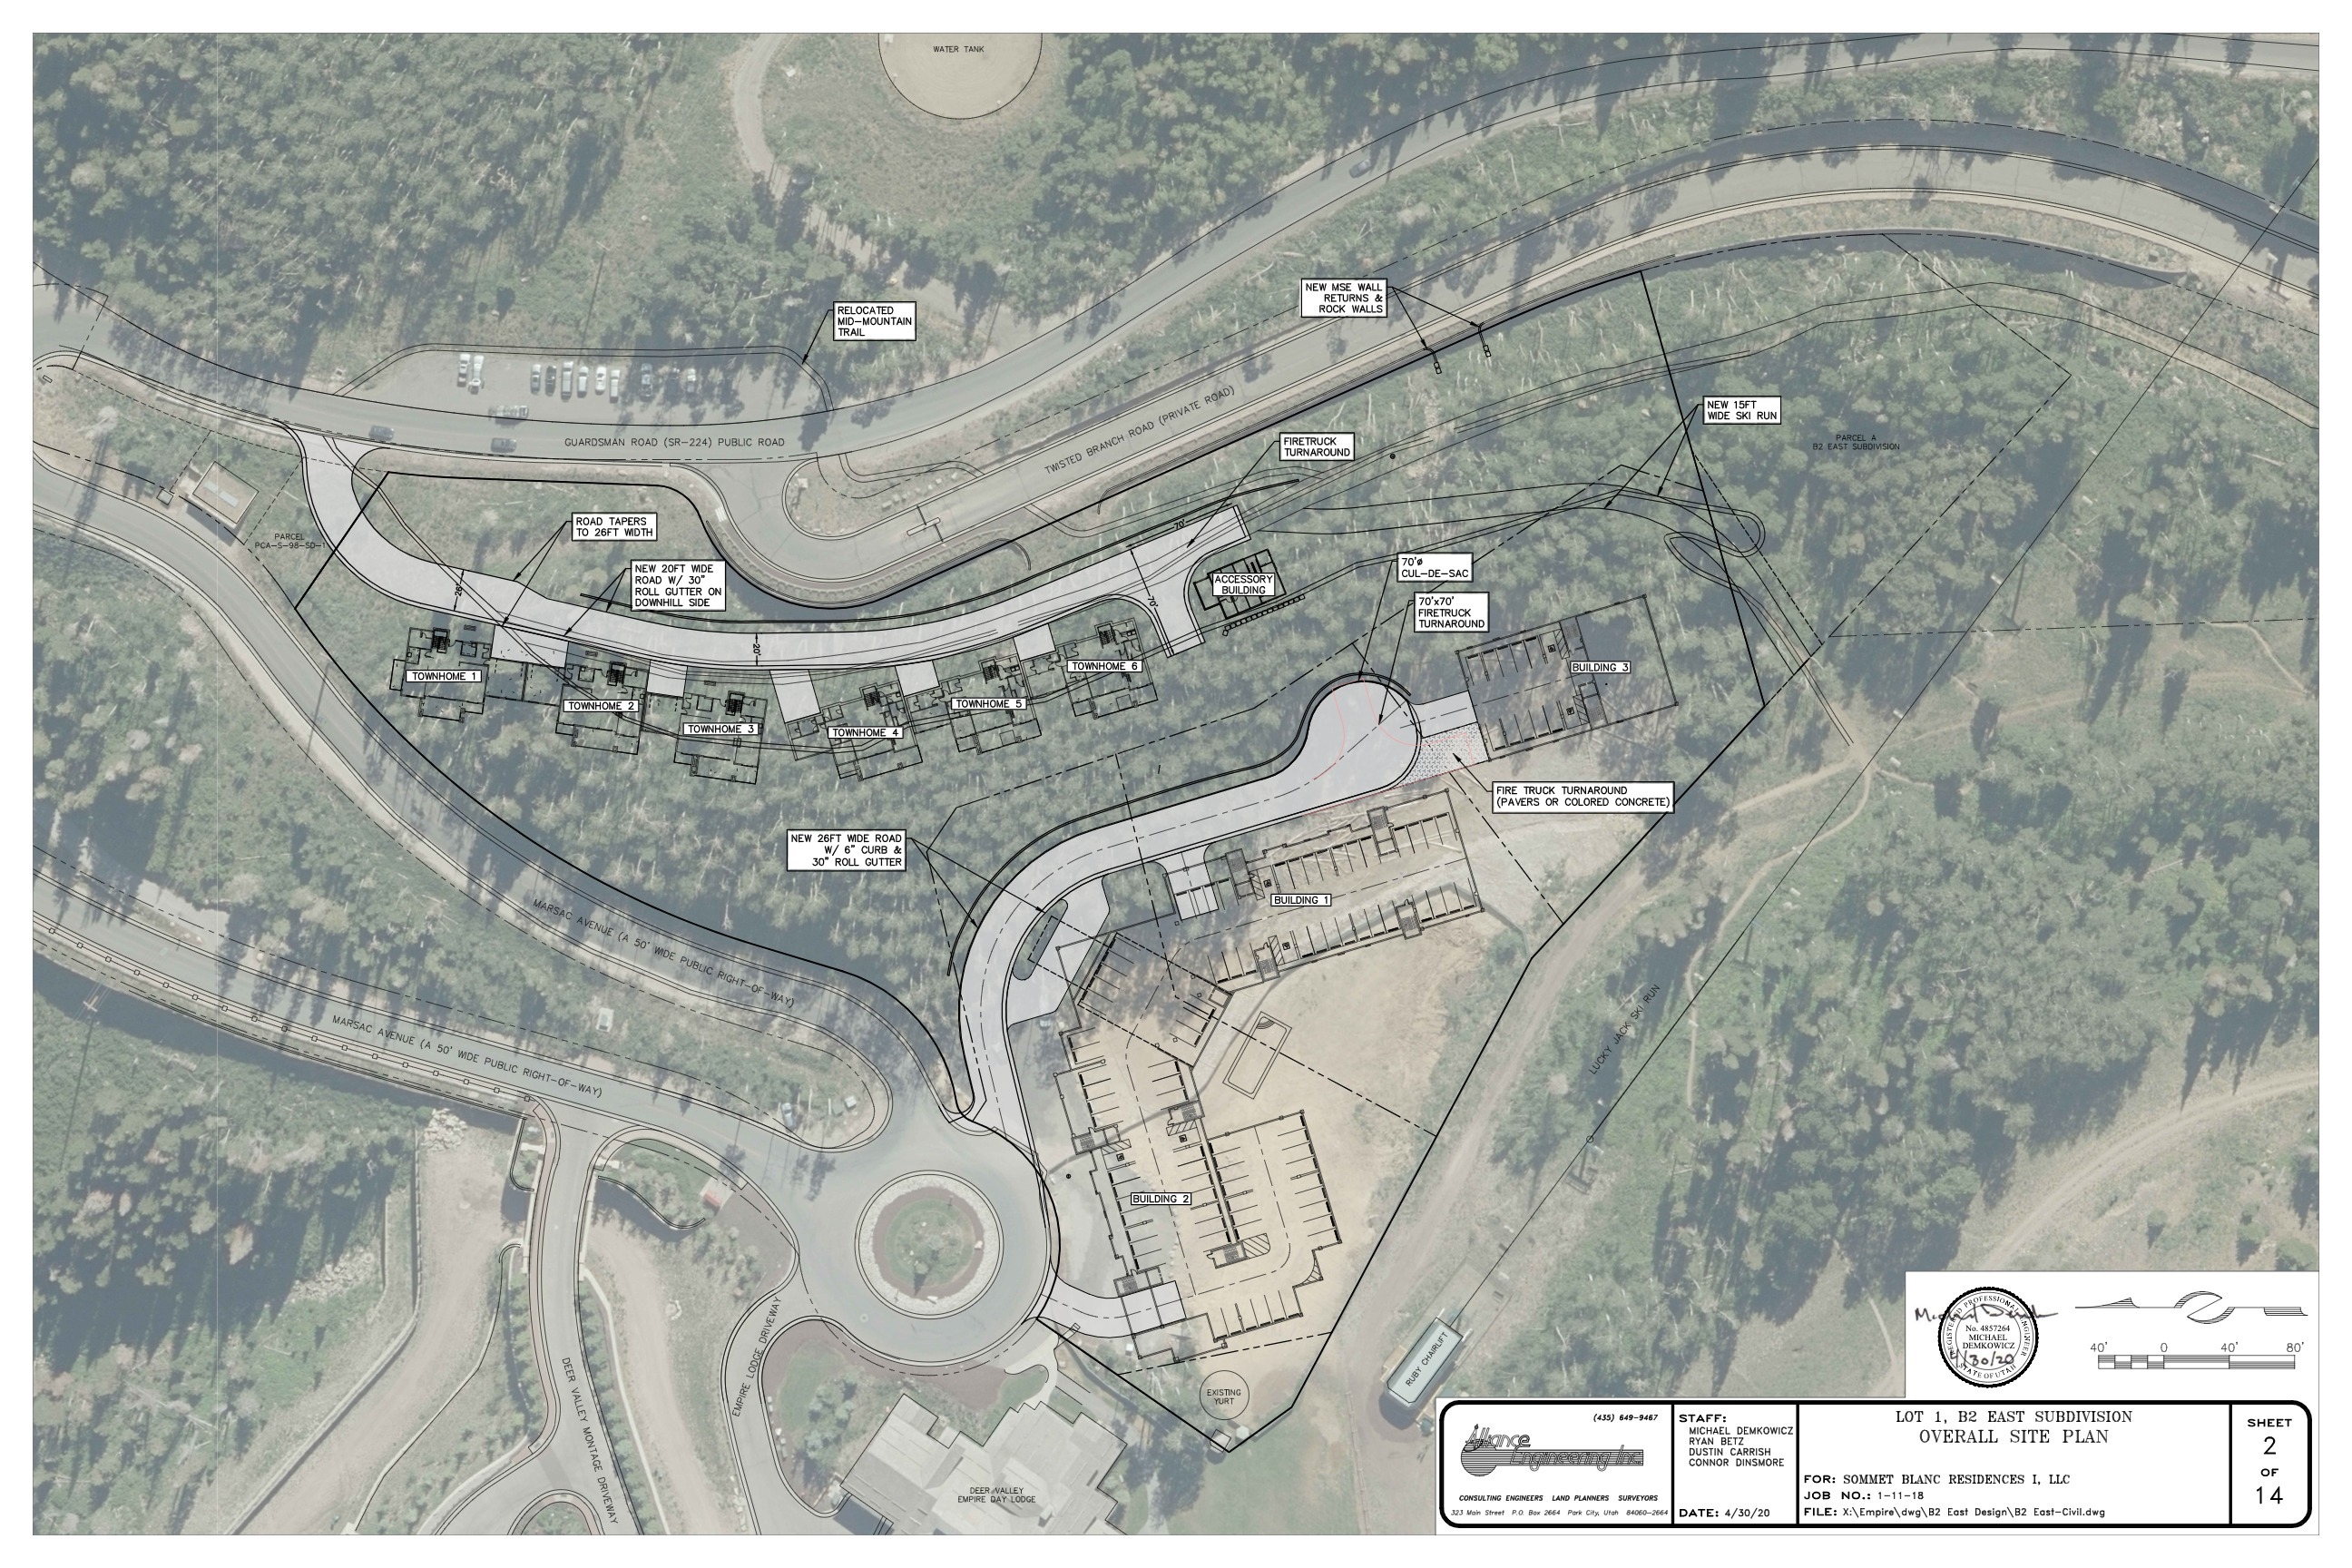 WATER TANK
RELOCATED
MID-MOUNTAIN
TRAIL
NEW MSE WALL
RETURNS &
ROCK WALLS
NEW 15FT
WIDE SKI RUN
GUARDSMAN ROAD (SR-224) PUBLIC ROAD
TWISTED BRANCH ROAD (PRIVATE ROAD)
FIRETRUCK
TURNAROUND
PARCEL A
B2 EAST SUBDIVISION
PARCEL
PCA-S-98-SD-1
ROAD TAPERS
TO 26FT WIDTH
70'
NEW 20FT WIDE
ROAD W/ 30"
ROLL GUTTER ON
DOWNHILL SIDE
26'
20'
70'
ACCESSORY
BUILDING
70'ø
CUL-DE-SAC
70'x70'
FIRETRUCK
TURNAROUND
TOWNHOME 1
TOWNHOME 2
TOWNHOME 3
TOWNHOME 4
TOWNHOME 5
TOWNHOME 6
BUILDING 3
FIRE TRUCK TURNAROUND
(PAVERS OR COLORED CONCRETE)
NEW 26FT WIDE ROAD
W/ 6" CURB &
30" ROLL GUTTER
BUILDING 1
MARSAC AVENUE (A 50' WIDE PUBLIC RIGHT-OF-WAY)
MARSAC AVENUE (A 50' WIDE PUBLIC RIGHT-OF-WAY)
LUCKY JACK SKI RUN
BUILDING 2
EMPIRE LODGE DRIVEWAY
DEER VALLEY MONTAGE DRIVEWAY
RUBY CHAIRLIFT
EXISTING
YURT
DEER VALLEY
EMPIRE DAY LODGE
REGISTERED PROFESSIONAL ENGINEER
No. 4857264
MICHAEL
DEMKOWICZ
4/30/20
STATE OF UTAH
40' 0 40' 80'
(435) 649-9467
Alliance
Engineering Inc.
CONSULTING ENGINEERS LAND PLANNERS SURVEYORS
323 Main Street P.O. Box 2664 Park City, Utah 84060-2664
STAFF:
MICHAEL DEMKOWICZ
RYAN BETZ
DUSTIN CARRISH
CONNOR DINSMORE
DATE: 4/30/20
LOT 1, B2 EAST SUBDIVISION
OVERALL SITE PLAN
FOR: SOMMET BLANC RESIDENCES I, LLC
JOB NO.: 1-11-18
FILE: X:\Empire\dwg\B2 East Design\B2 East-Civil.dwg
SHEET
2
OF
14